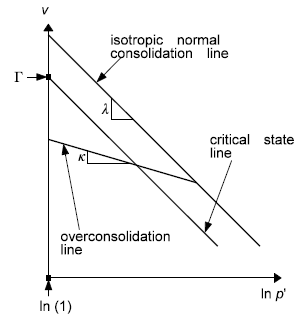 v
isotropic normal
consolidation line
Γ
λ
critical state
line
κ
overconsolidation
line
ln p'
ln (1)